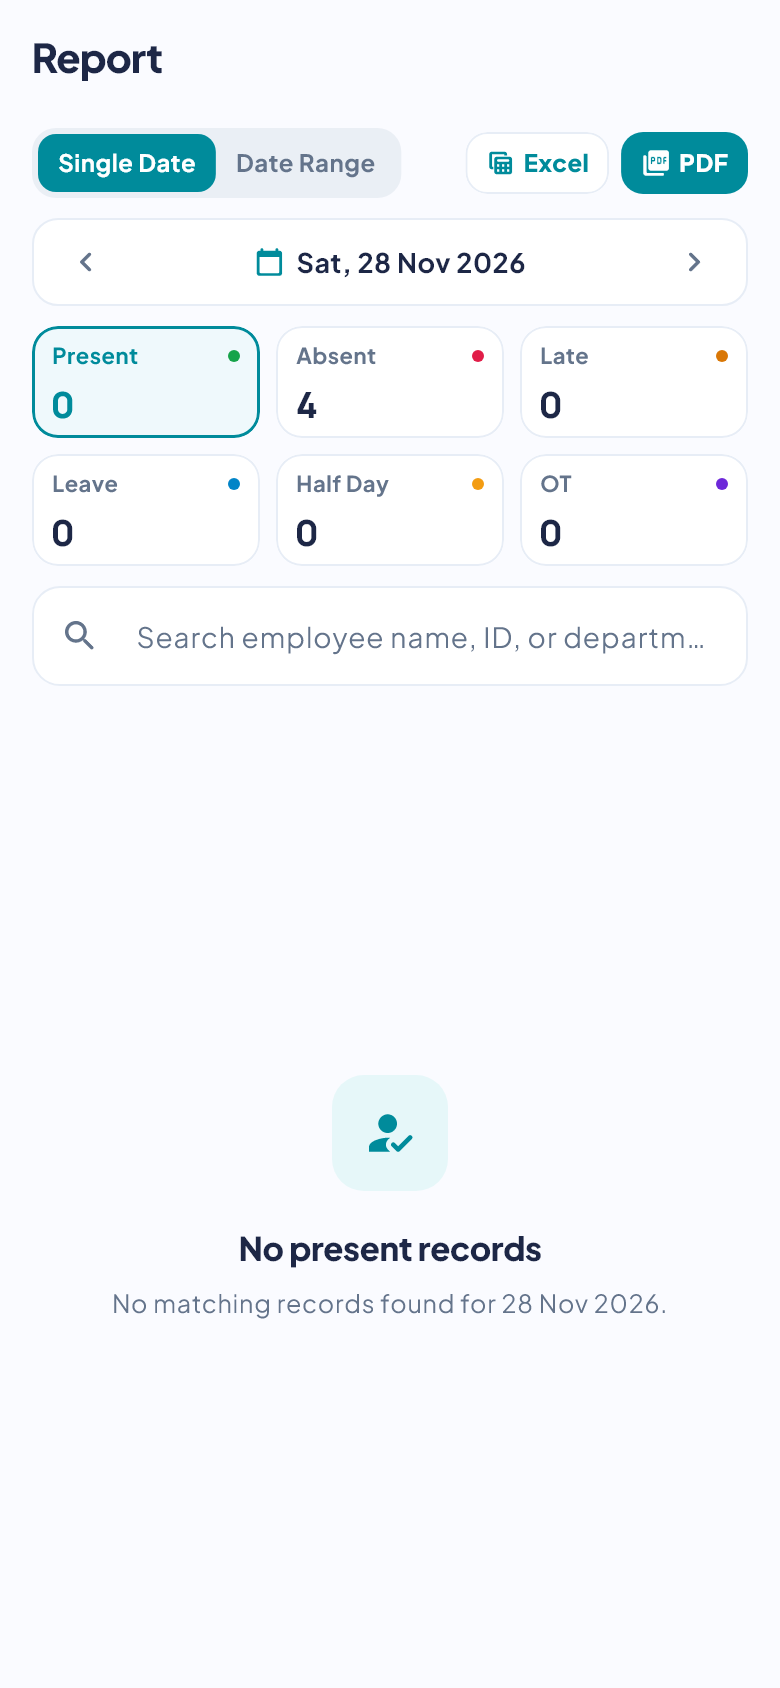 Report
Single Date Date Range Excel PDF
Sat, 28 Nov 2026
Present Absent Late
0 4 0
Leave Half Day OT
0 0 0
Search employee name, ID, or departm…
No present records
No matching records found for 28 Nov 2026.